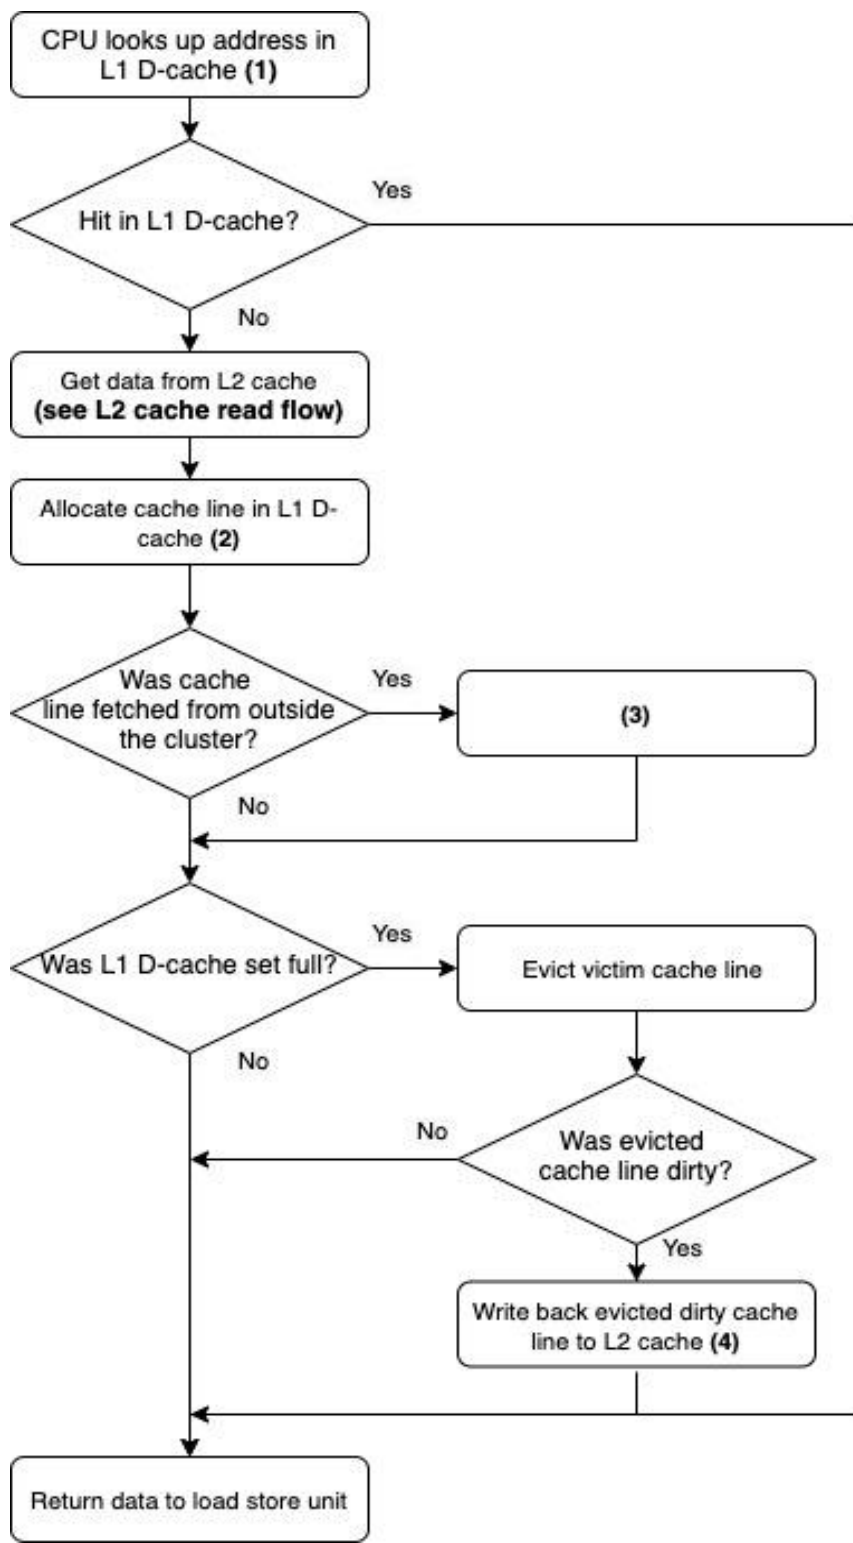 CPU looks up address in
L1 D-cache (1)
Yes
Hit in L1 D-cache?
No
Get data from L2 cache
(see L2 cache read flow)
Allocate cache line in L1 D-
cache (2)
Was cache
line fetched from outside
the cluster?
Yes
(3)
No
Was L1 D-cache set full?
Yes
Evict victim cache line
No
No
Was evicted
cache line dirty?
Yes
Write back evicted dirty cache
line to L2 cache (4)
Return data to load store unit